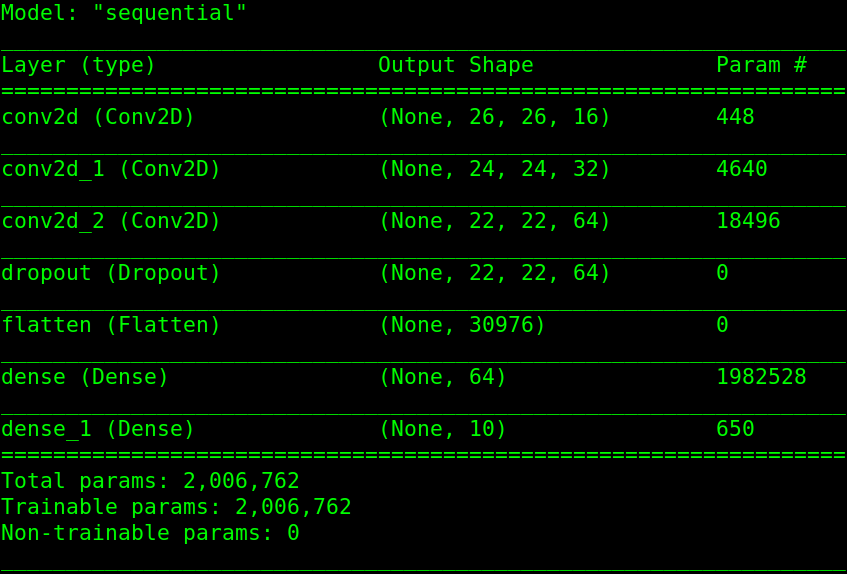 Model: "sequential"
_________________________________________________________________
Layer (type)                 Output Shape              Param #
=================================================================
conv2d (Conv2D)              (None, 26, 26, 16)        448
_________________________________________________________________
conv2d_1 (Conv2D)            (None, 24, 24, 32)        4640
_________________________________________________________________
conv2d_2 (Conv2D)            (None, 22, 22, 64)        18496
_________________________________________________________________
dropout (Dropout)            (None, 22, 22, 64)        0
_________________________________________________________________
flatten (Flatten)            (None, 30976)             0
_________________________________________________________________
dense (Dense)                (None, 64)                1982528
_________________________________________________________________
dense_1 (Dense)              (None, 10)                650
=================================================================
Total params: 2,006,762
Trainable params: 2,006,762
Non-trainable params: 0
_________________________________________________________________